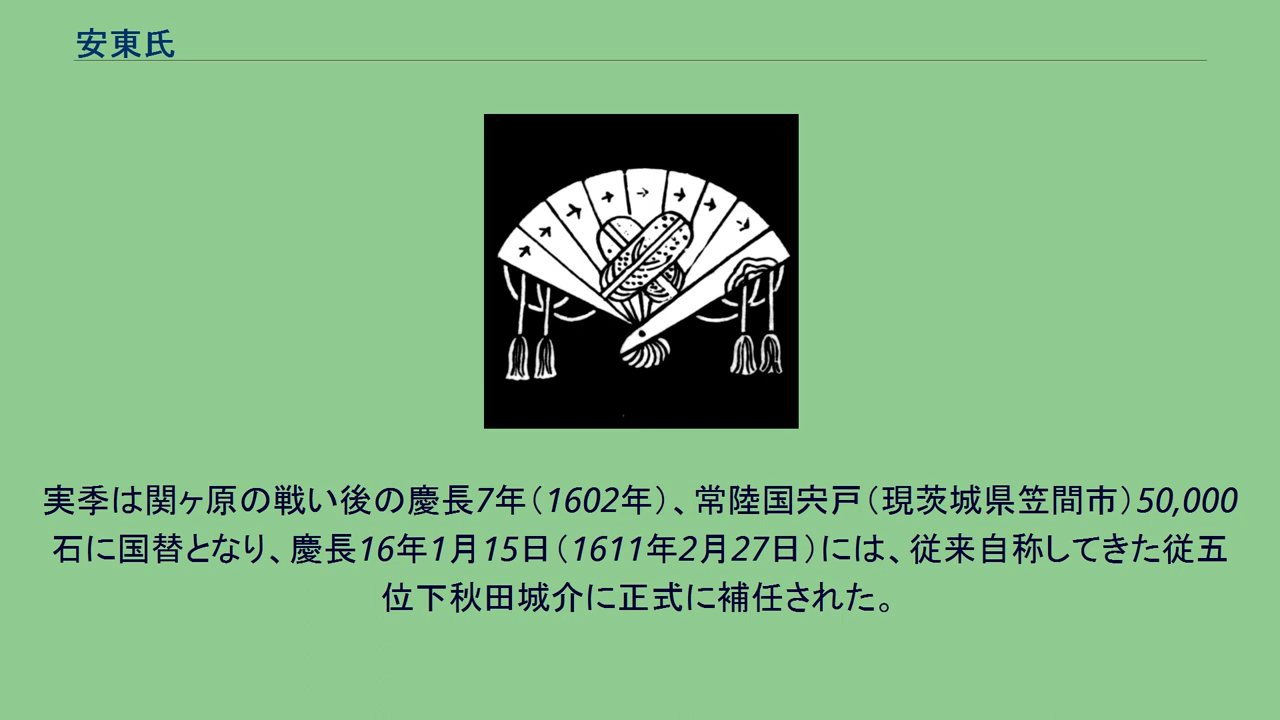 安東氏
実季は関ヶ原の戦い後の慶長7年（1602年）、常陸国宍戸（現茨城県笠間市）50,000
石に国替となり、慶長16年1月15日（1611年2月27日）には、従来自称してきた従五
位下秋田城介に正式に補任された。